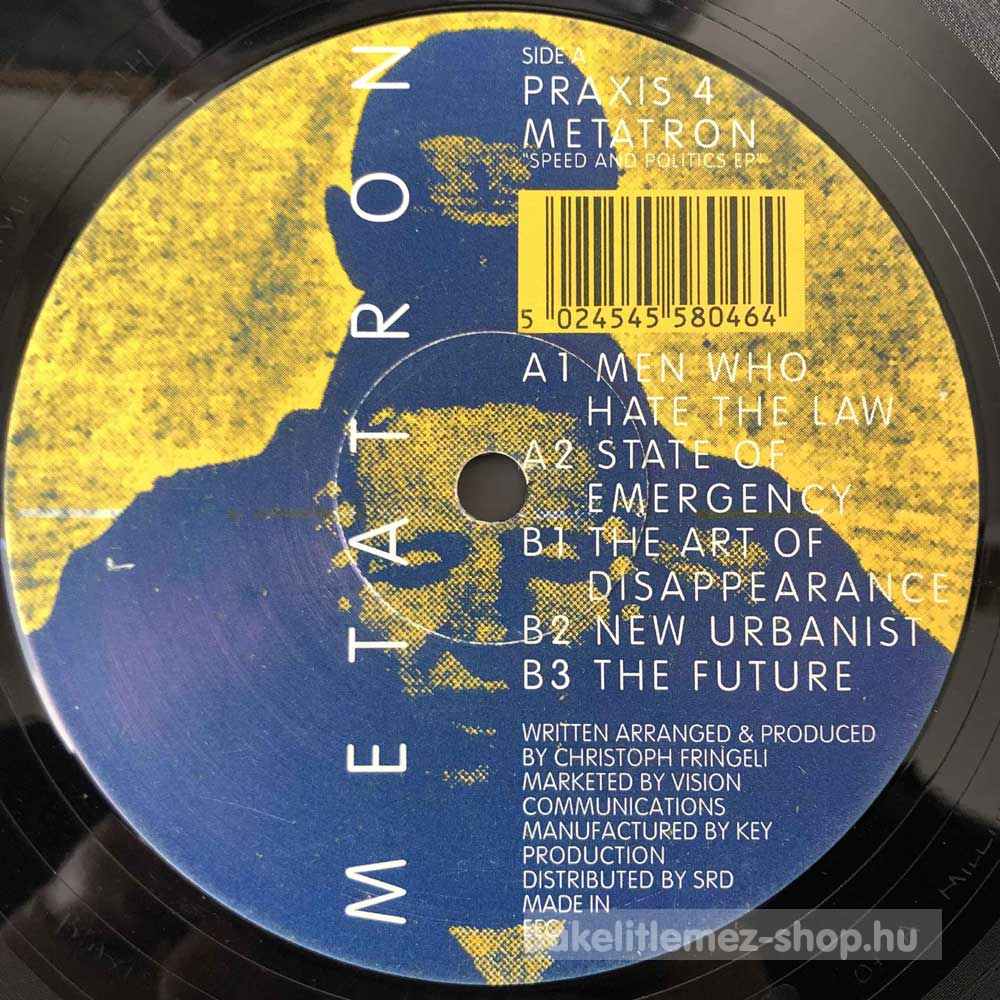 METATRON
SIDE A
PRAXIS 4
METATRON
"SPEED AND POLITICS EP"
5 024545 580464
A1 MEN WHO
HATE THE LAW
A2 STATE OF
EMERGENCY
B1 THE ART OF
DISAPPEARANCE
B2 NEW URBANIST
B3 THE FUTURE
WRITTEN ARRANGED & PRODUCED
BY CHRISTOPH FRINGELI
MARKETED BY VISION
COMMUNICATIONS
MANUFACTURED BY KEY
PRODUCTION
DISTRIBUTED BY SRD
MADE IN
bakelitlemez-shop.hu